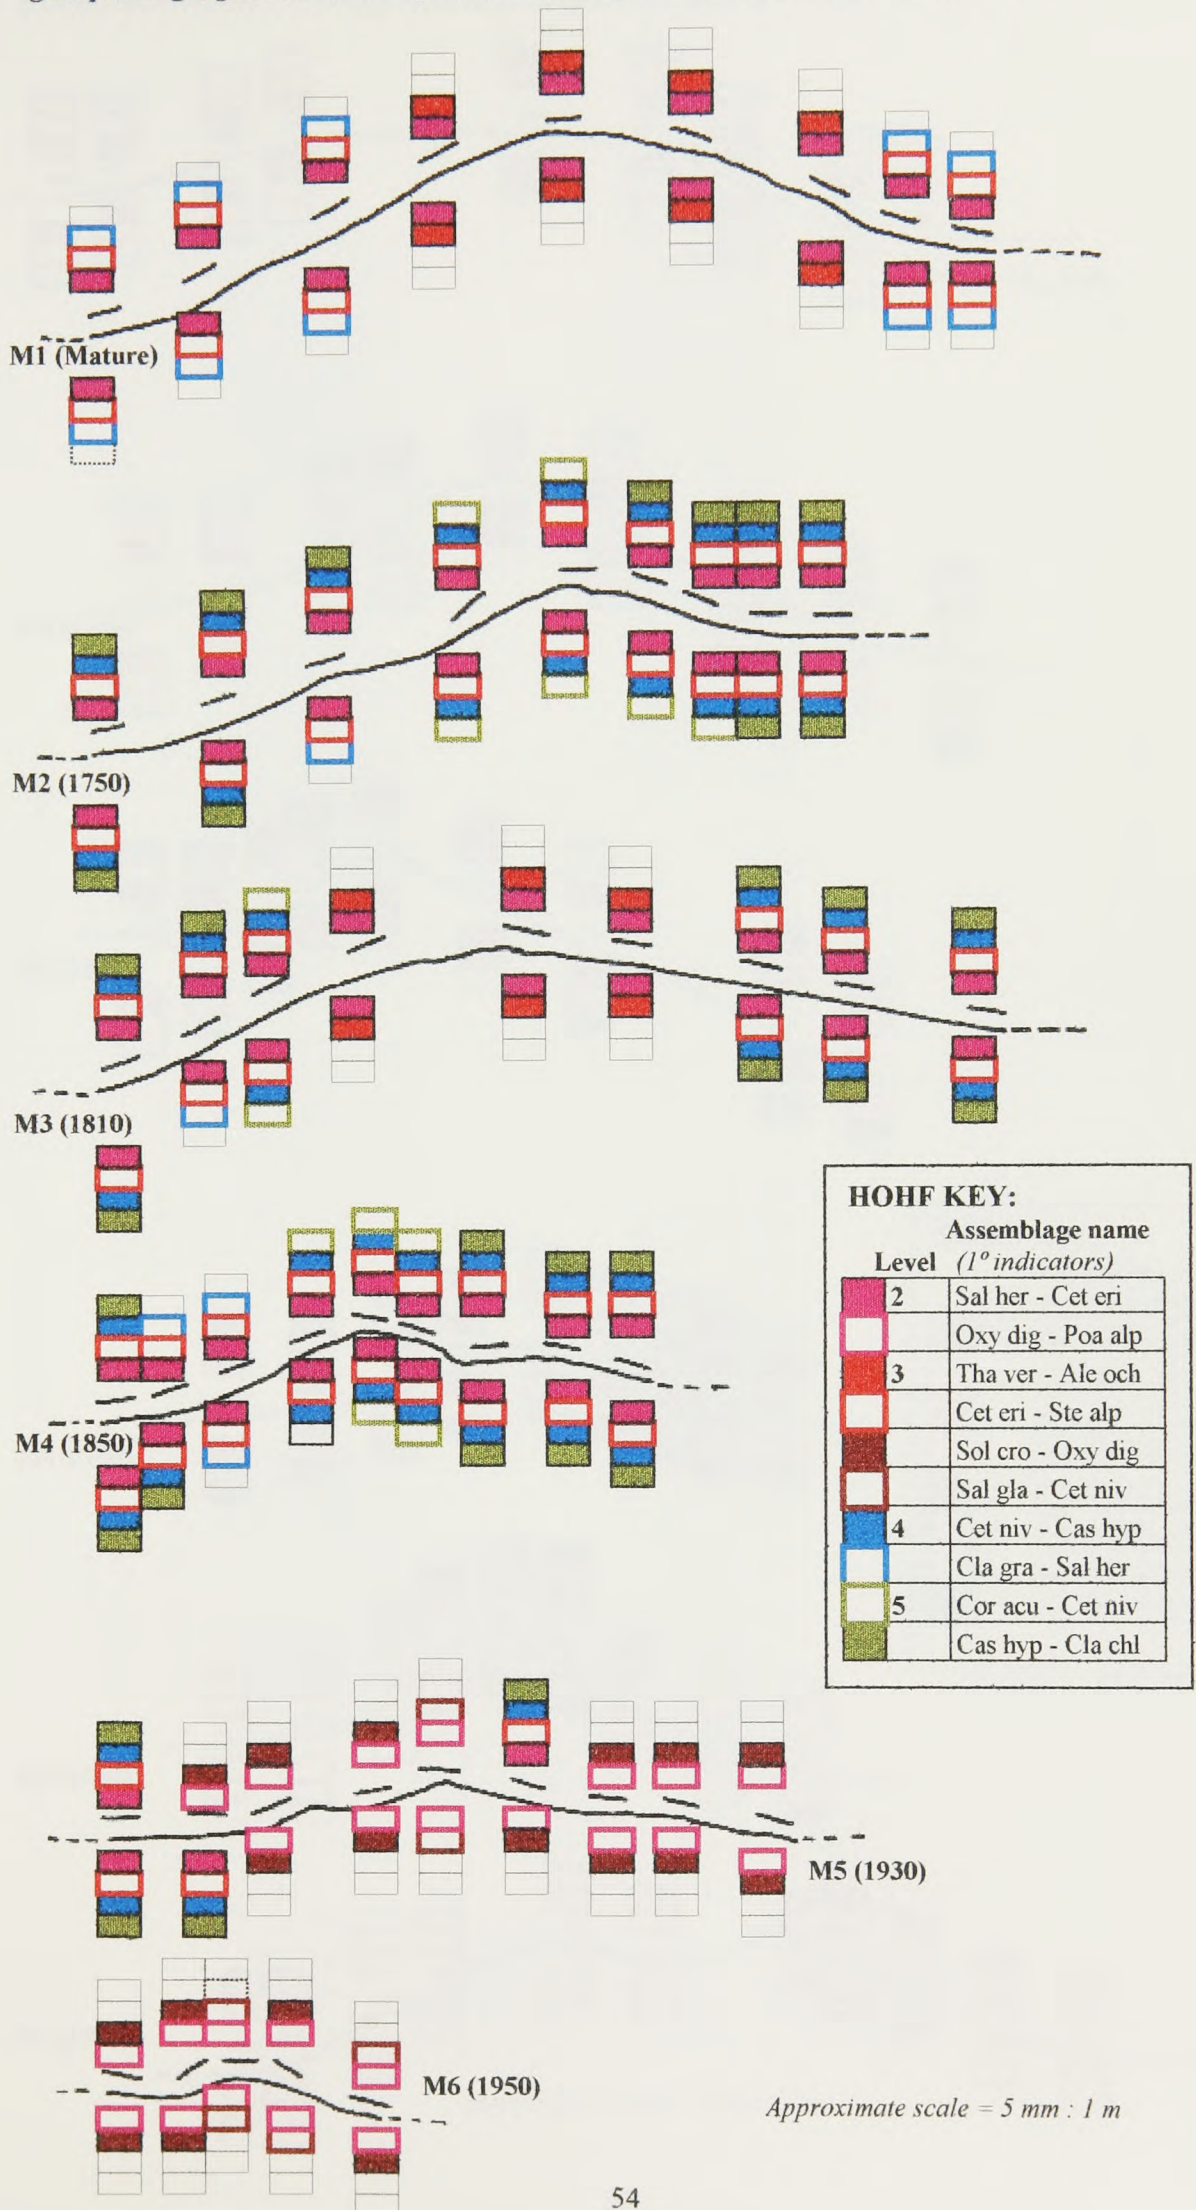 M1 (Mature)
M2 (1750)
M3 (1810)
HOHF KEY:
Assemblage name
Level (1º indicators)
2 Sal her - Cet eri
Oxy dig - Poa alp
3 Tha ver - Ale och
Cet eri - Ste alp
Sol cro - Oxy dig
Sal gla - Cet niv
4 Cet niv - Cas hyp
Cla gra - Sal her
5 Cor acu - Cet niv
Cas hyp - Cla chl
M4 (1850)
M5 (1930)
M6 (1950)
Approximate scale = 5 mm : 1 m
54